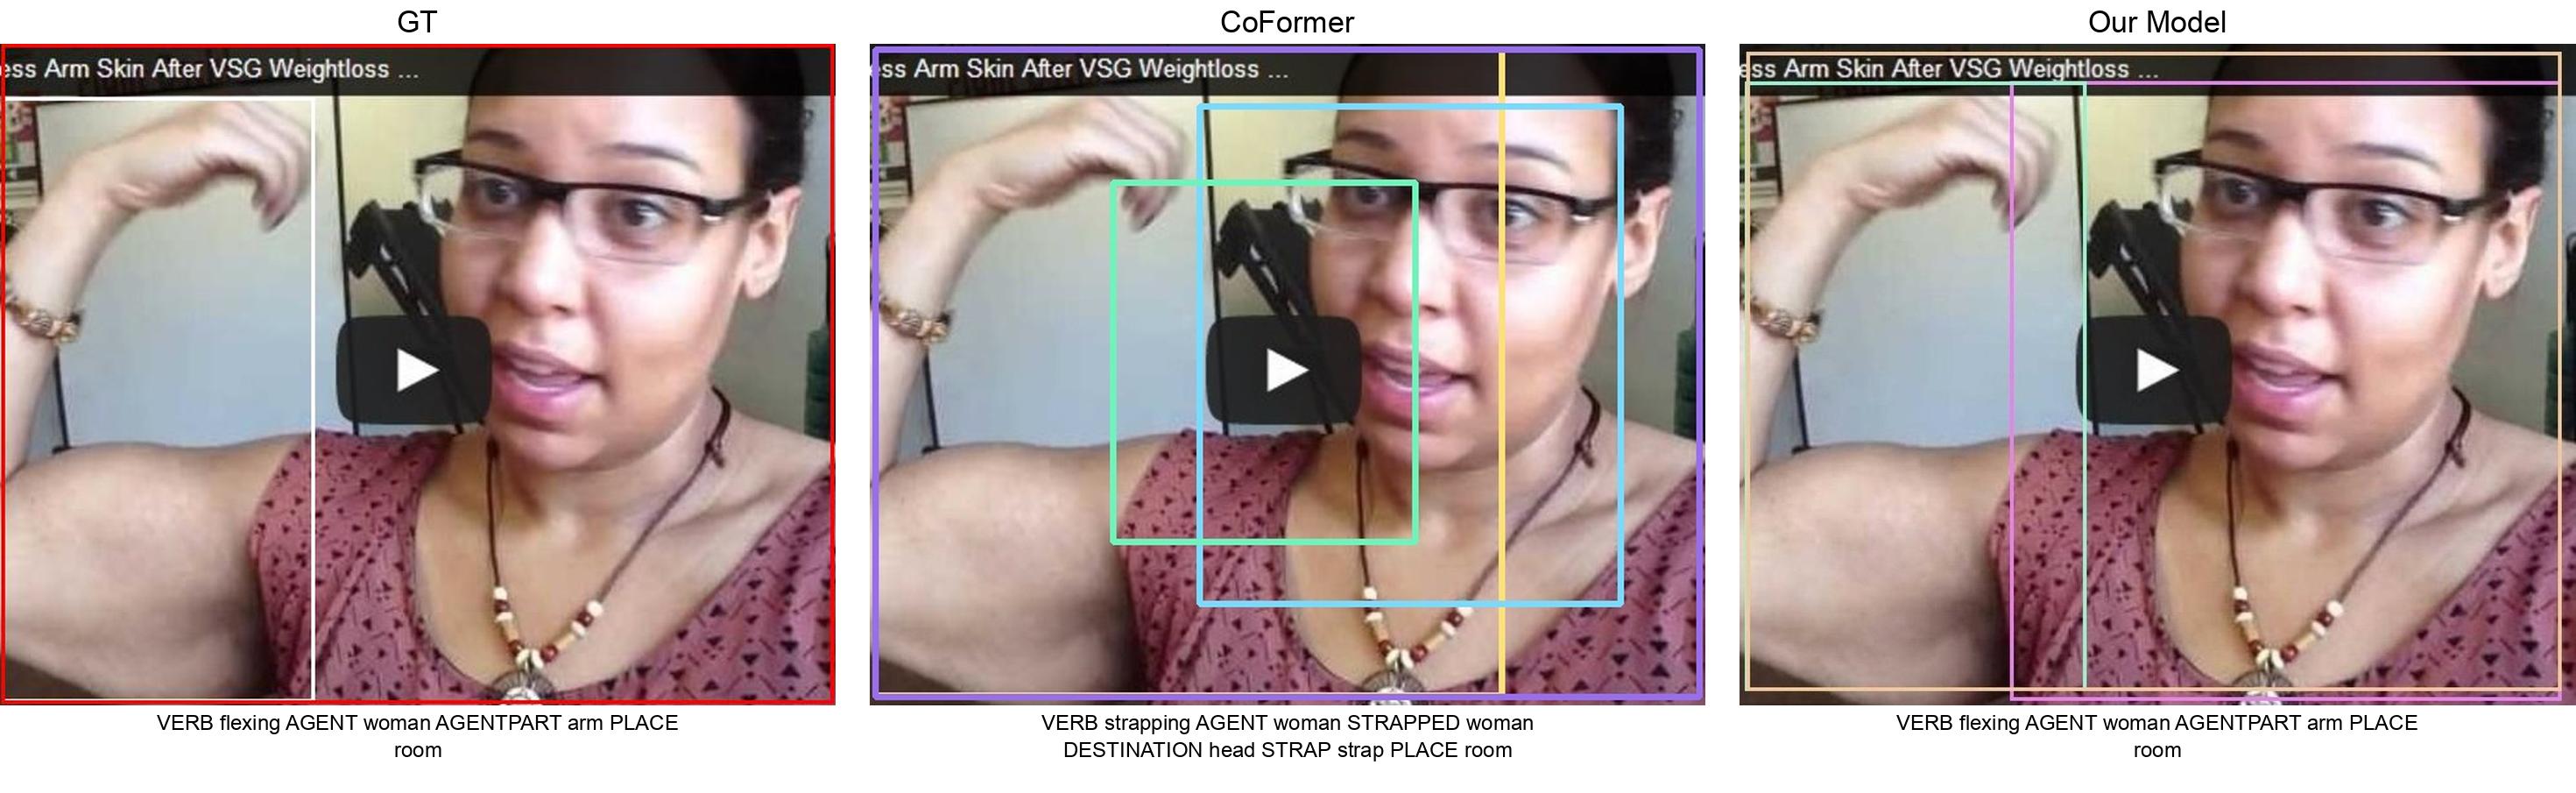 GT
CoFormer
Our Model
ess Arm Skin After VSG Weightloss ...
ess Arm Skin After VSG Weightloss ...
ess Arm Skin After VSG Weightloss ...
VERB flexing AGENT woman AGENTPART arm PLACE
room
VERB strapping AGENT woman STRAPPED woman
DESTINATION head STRAP strap PLACE room
VERB flexing AGENT woman AGENTPART arm PLACE
room